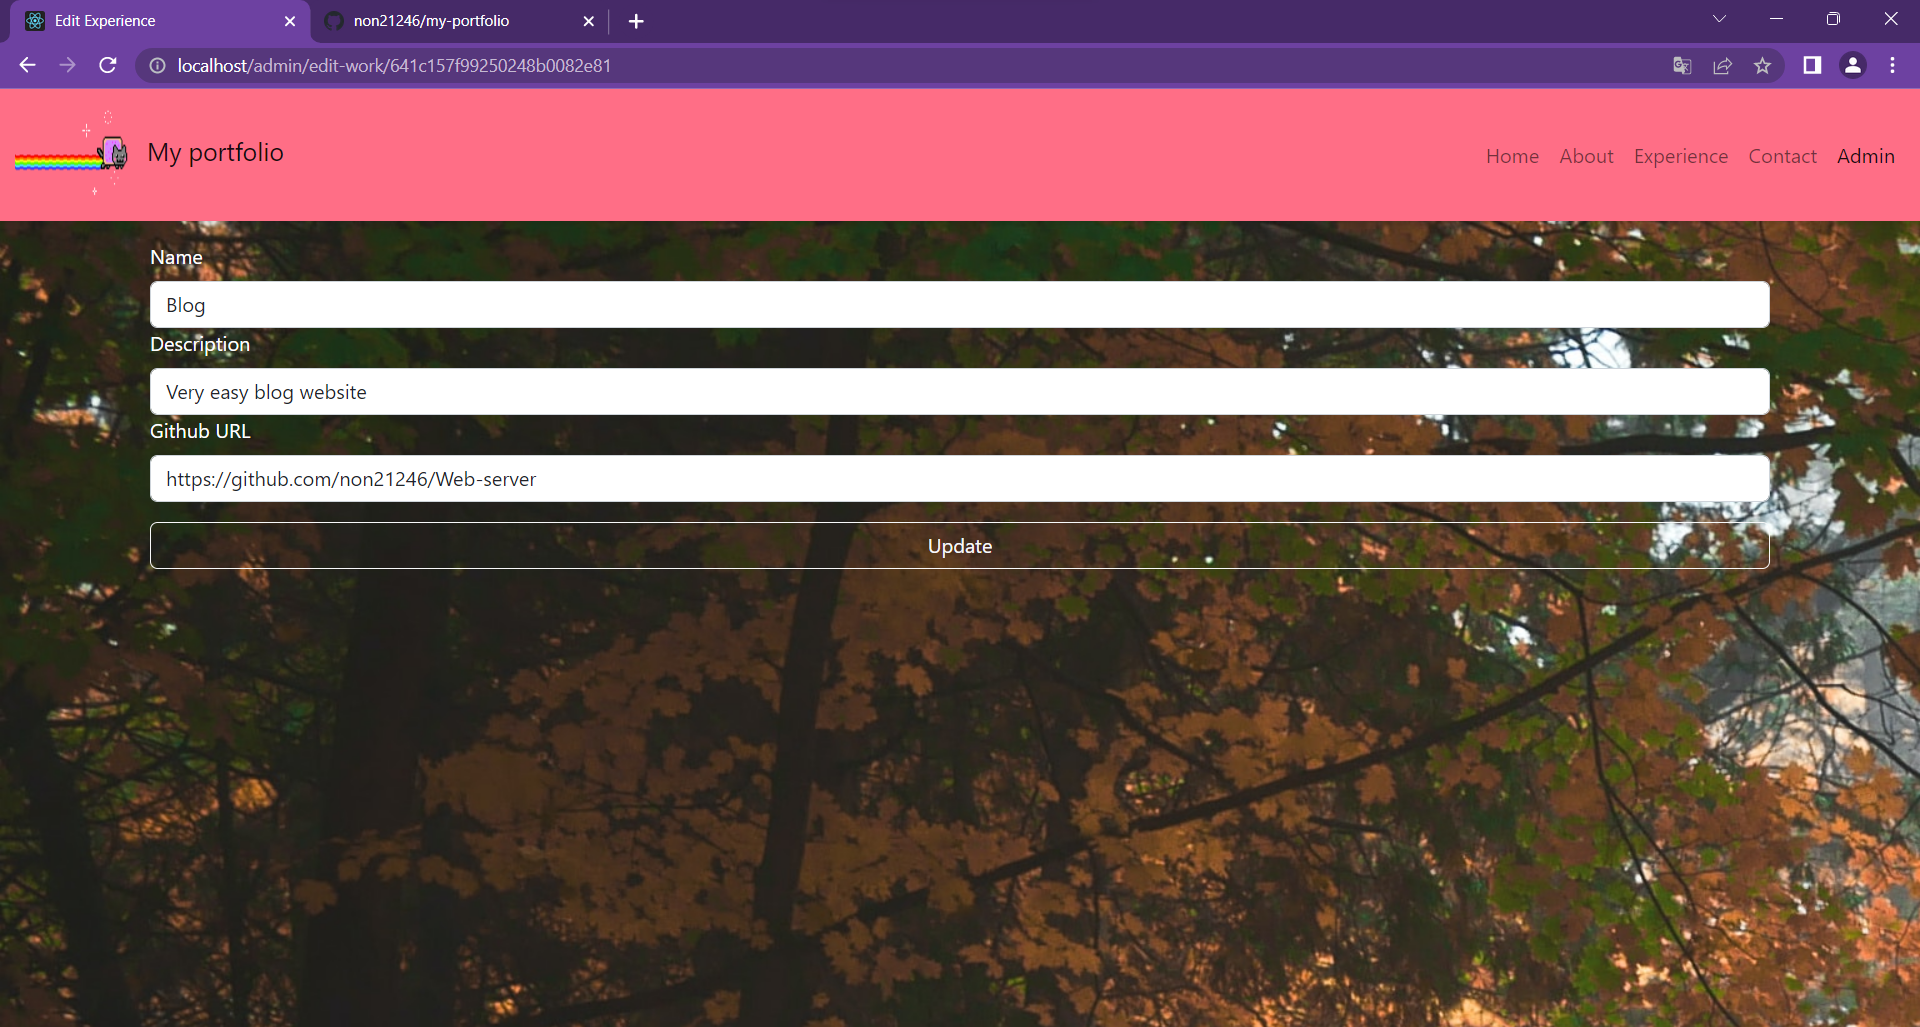 Edit Experience
non21246/my-portfolio
localhost/admin/edit-work/641c157f99250248b0082e81
My portfolio
Home About Experience Contact Admin
Name
Blog
Description
Very easy blog website
Github URL
https://github.com/non21246/Web-server
Update